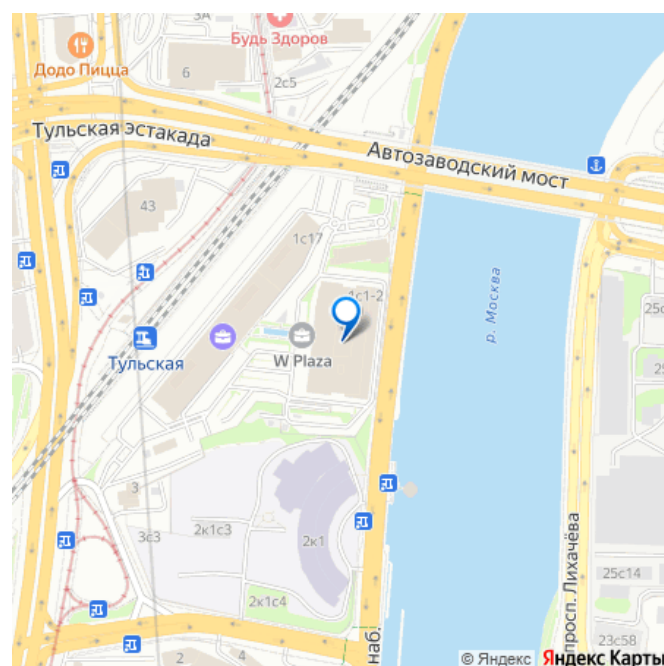 3А
Будь Здоров
Додо Пицца
6
2с5
Тульская эстакада
Автозаводский мост
43
1с17
1с1-2
р. Москва
W Plaza
Тульская
3
3с3
2к1с3
2к1
2к1с4
2
4
наб.
просп. Лихачёва
25с14
23с58
© Яндекс Яндекс Карты